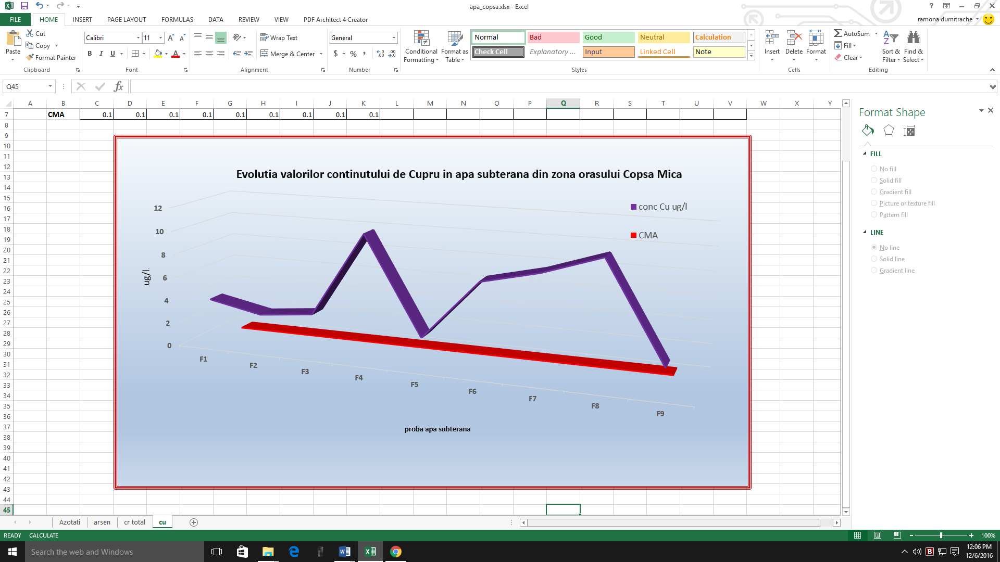 apa_copsa.xlsx - Excel
FILE HOME INSERT PAGE LAYOUT FORMULAS DATA REVIEW VIEW PDF Architect 4 Creator ramona dumitrache
Paste
Cut
Copy
Format Painter
Clipboard
Calibri 11
B I U
Font
Wrap Text
Merge & Center
Alignment
General
$ % ,
Number
Conditional Formatting
Format as Table
Normal Bad Good Neutral Calculation
Check Cell Explanatory ... Input Linked Cell Note
Styles
Insert Delete Format
Cells
AutoSum
Fill
Clear
Sort & Filter
Find & Select
Editing
Q45 fx
A B C D E F G H I J K L M N O P Q R S T U V W X Y
7 CMA 0.1 0.1 0.1 0.1 0.1 0.1 0.1 0.1 0.1
8
9
10
11
12
13
14
15
16
17
18
19
20
21
22
23
24
25
26
27
28
29
30
31
32
33
34
35
36
37
38
39
40
41
42
43
44
45
Evolutia valorilor continutului de Cupru in apa subterana din zona orasului Copsa Mica
conc Cu ug/l
CMA
12
10
8
6
4
2
0
ug/l.
F1 F2 F3 F4 F5 F6 F7 F8 F9
proba apa subterana
Format Shape
FILL
No fill
Solid fill
Gradient fill
Picture or texture fill
Pattern fill
LINE
No line
Solid line
Gradient line
Azotati arsen cr total cu
READY CALCULATE 100%
Search the web and Windows
12:06 PM
12/6/2016